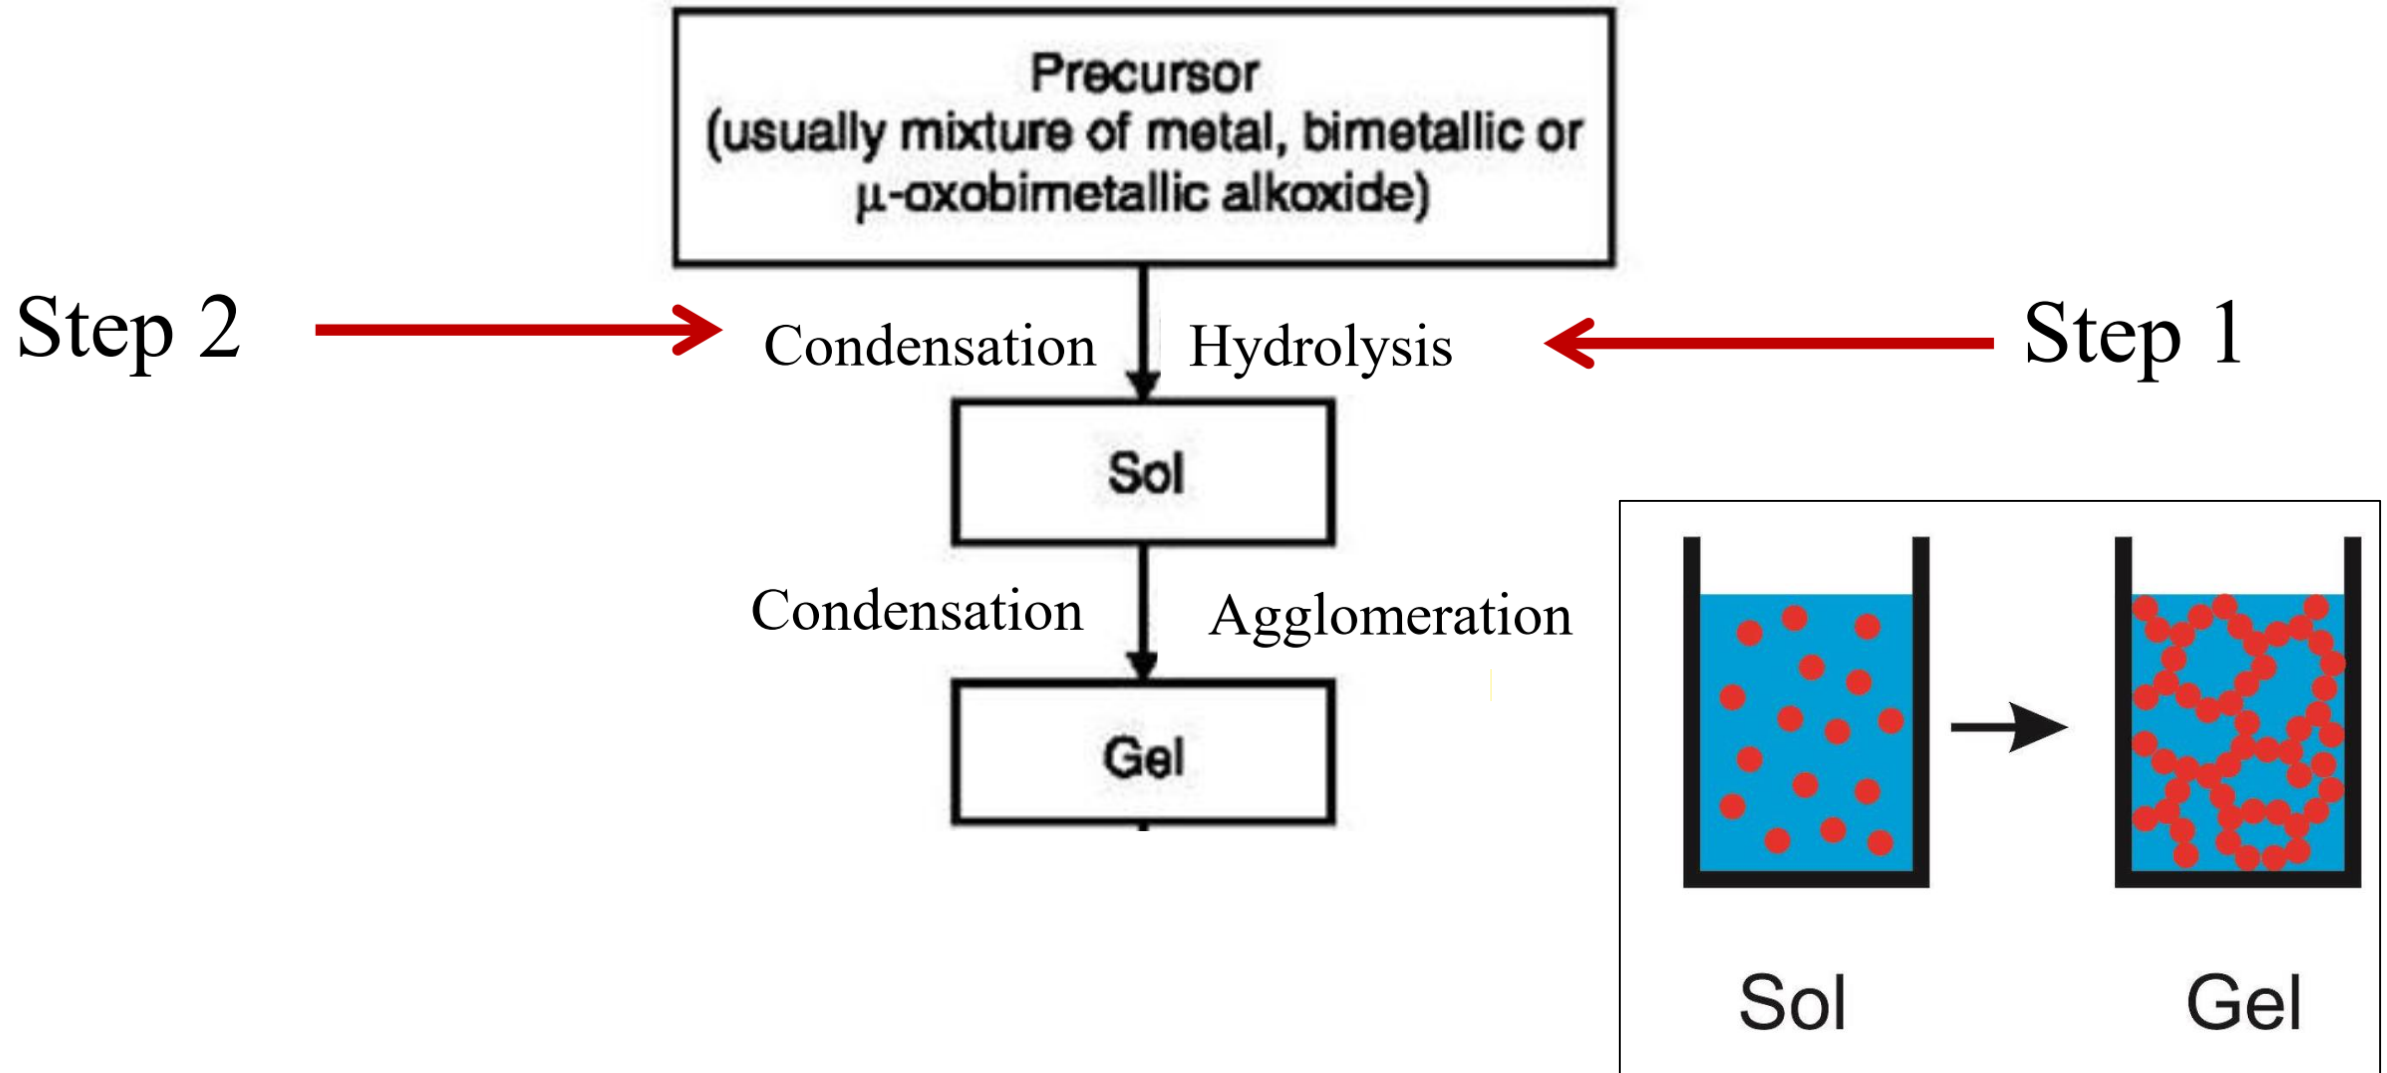 Precursor
(usually mixture of metal, bimetallic or
μ-oxobimetallic alkoxide)
Step 2
Condensation
Hydrolysis
Step 1
Sol
Condensation
Agglomeration
Gel
Sol
Gel